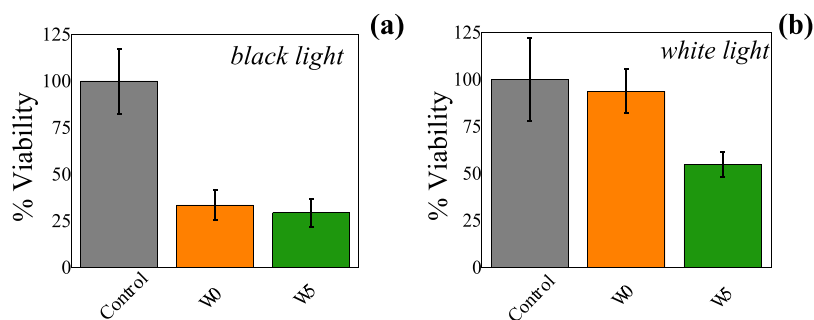 (a)
black light
% Viability
125
100
75
50
25
0
Control
W0
W5
(b)
white light
% Viability
125
100
75
50
25
0
Control
W0
W5